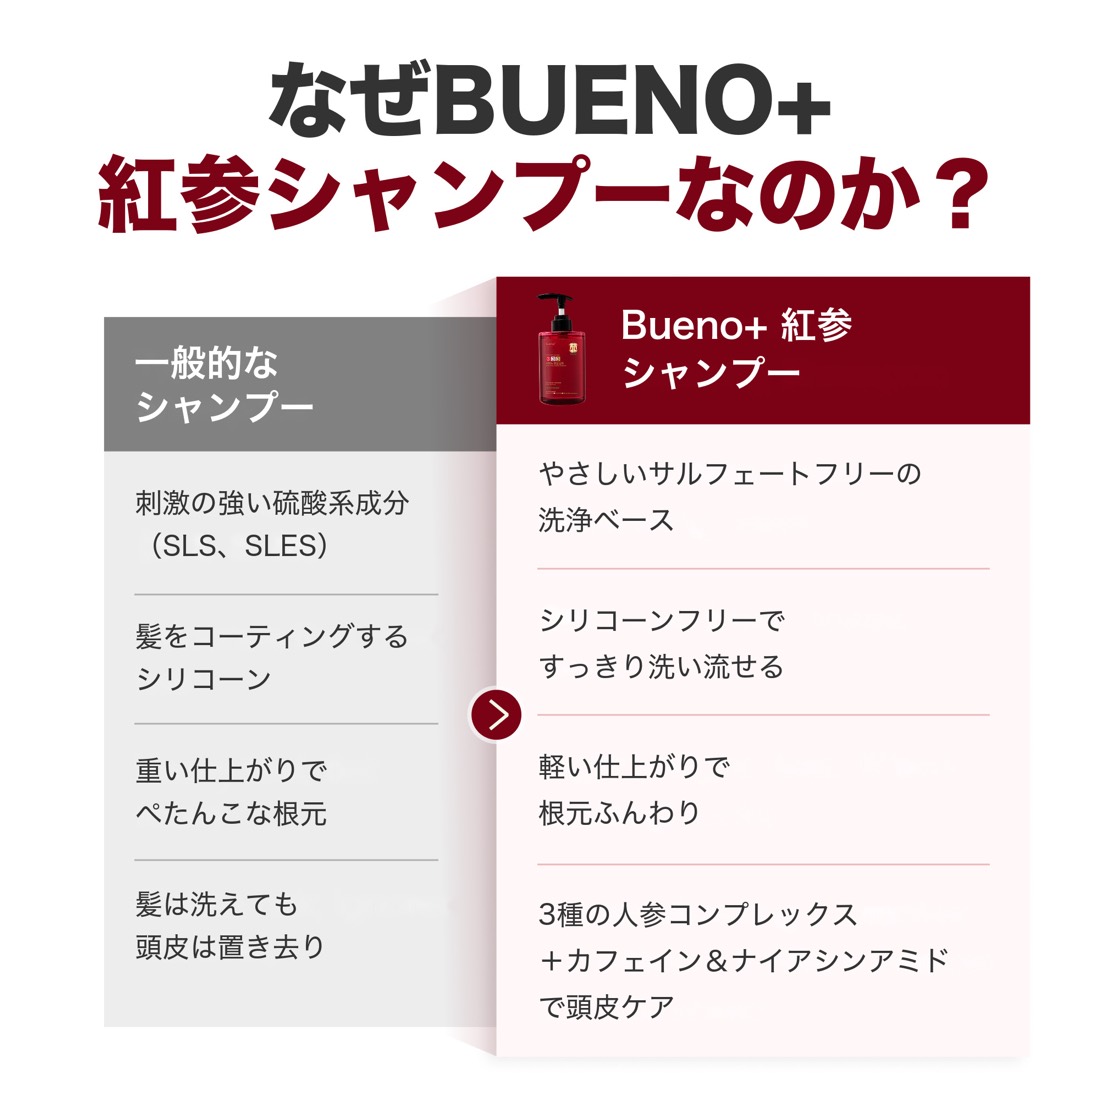 なぜBUENO+
紅参シャンプーなのか？
一般的な
シャンプー
刺激の強い硫酸系成分
（SLS、SLES）
髪をコーティングする
シリコーン
重い仕上がりで
ぺたんこな根元
髪は洗えても
頭皮は置き去り
Bueno+ 紅参
シャンプー
やさしいサルフェートフリーの
洗浄ベース
シリコーンフリーで
すっきり洗い流せる
軽い仕上がりで
根元ふんわり
3種の人参コンプレックス
＋カフェイン＆ナイアシンアミド
で頭皮ケア